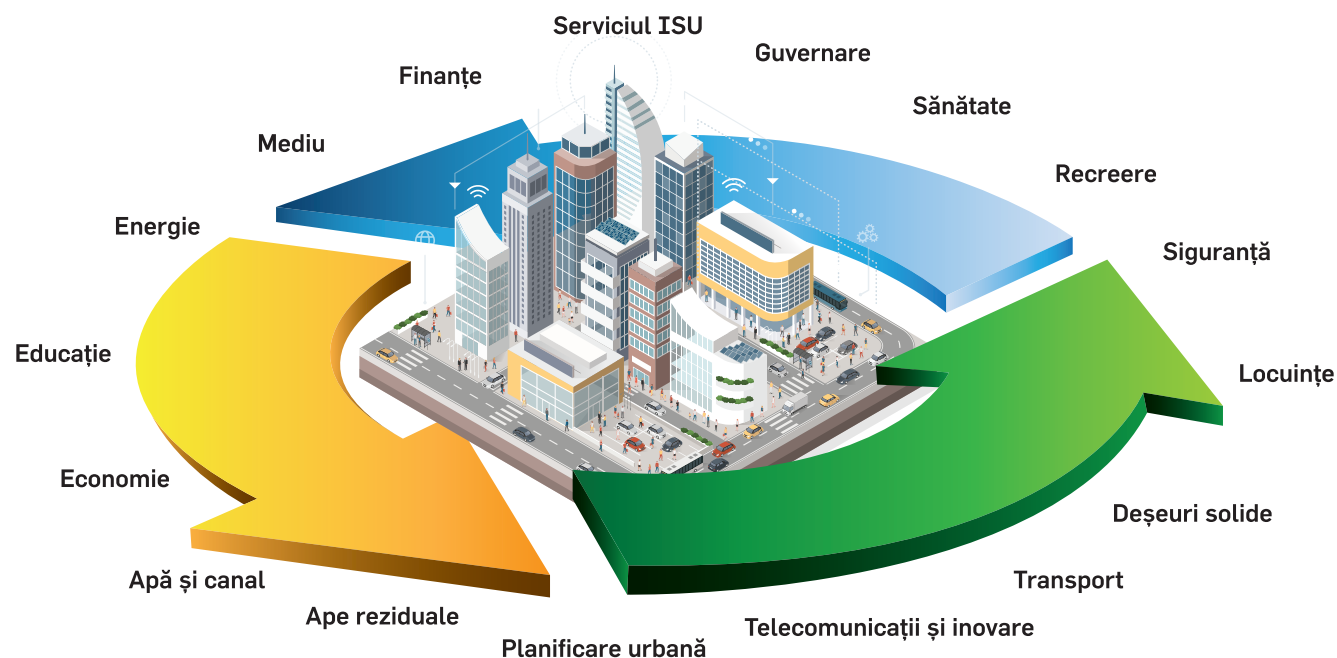 Serviciul ISU
Guvernare
Finanțe
Sănătate
Mediu
Recreere
Energie
Siguranță
Educație
Locuințe
Economie
Deșeuri solide
Apă și canal
Transport
Ape reziduale
Telecomunicații și inovare
Planificare urbană